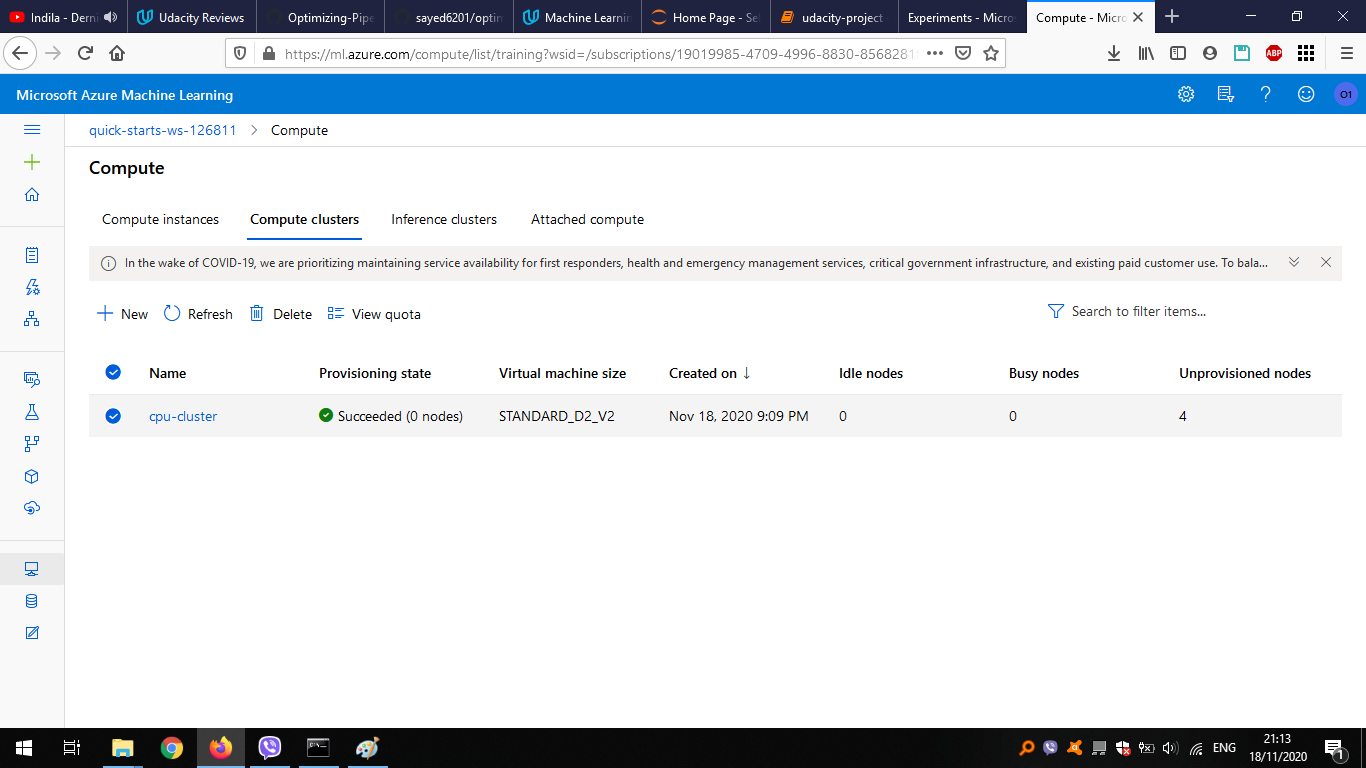 Indila - Derni
Udacity Reviews
Optimizing-Pipe
sayed6201/optim
Machine Learnin
Home Page - Sel
udacity-project
Experiments - Micros
Compute - Micro
https://ml.azure.com/compute/list/training?wsid=/subscriptions/19019985-4709-4996-8830-8568281
ABP
Microsoft Azure Machine Learning
O1
quick-starts-ws-126811 > Compute
Compute
Compute instances Compute clusters Inference clusters Attached compute
In the wake of COVID-19, we are prioritizing maintaining service availability for first responders, health and emergency management services, critical government infrastructure, and existing paid customer use. To bala...
New Refresh Delete View quota Search to filter items...
Name Provisioning state Virtual machine size Created on ↓ Idle nodes Busy nodes Unprovisioned nodes
cpu-cluster Succeeded (0 nodes) STANDARD_D2_V2 Nov 18, 2020 9:09 PM 0 0 4
ENG
21:13
18/11/2020
1